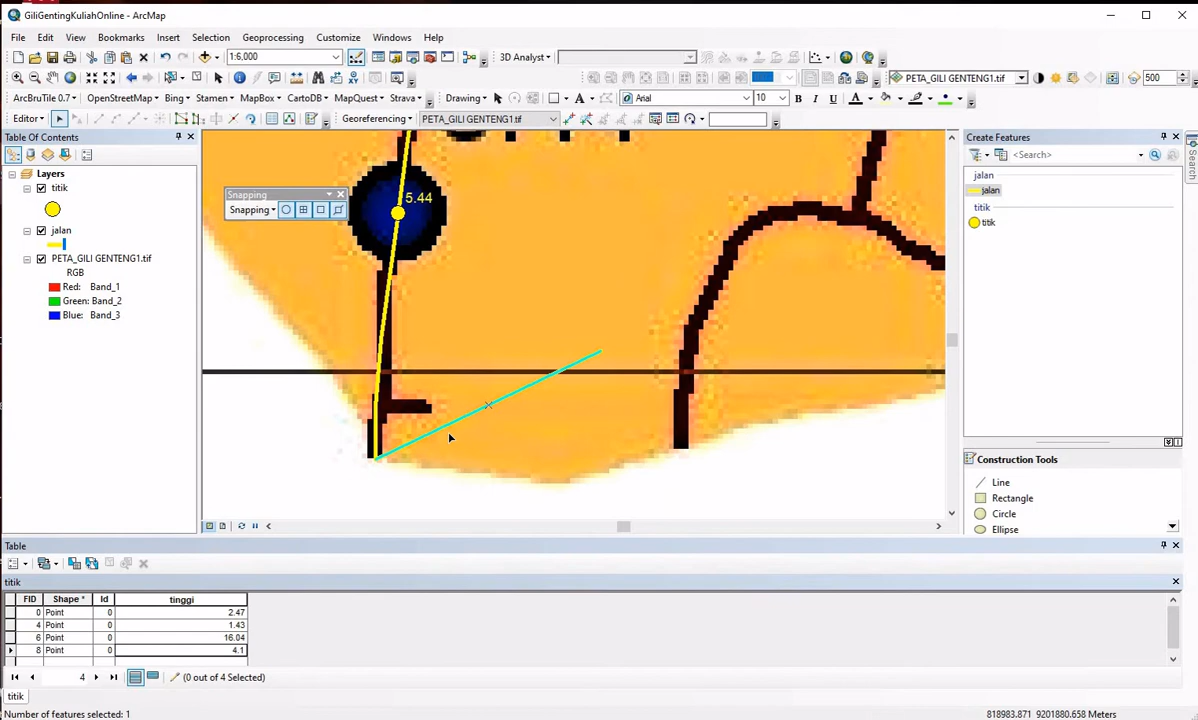 GiliGentingKuliahOnline - ArcMap
File Edit View Bookmarks Insert Selection Geoprocessing Customize Windows Help
1:6,000 3D Analyst
PETA_GILI GENTENG1.tif 500
ArcBruTile 0.7 OpenStreetMap Bing Stamen MapBox CartoDB MapQuest Strava Drawing Arial 10 B I U A
Editor Georeferencing PETA_GILI GENTENG1.tif
Table Of Contents
Layers
titik
jalan
PETA_GILI GENTENG1.tif
RGB
Red: Band_1
Green: Band_2
Blue: Band_3
Snapping
Snapping
5.44
Create Features
<Search>
jalan
jalan
titik
titik
Search
Construction Tools
Line
Rectangle
Circle
Ellipse
Table
titik
FID Shape * Id tinggi
0 Point 0 2.47
4 Point 0 1.43
6 Point 0 16.04
8 Point 0 4.1
4 (0 out of 4 Selected)
titik
Number of features selected: 1 818983.871 9201880.658 Meters